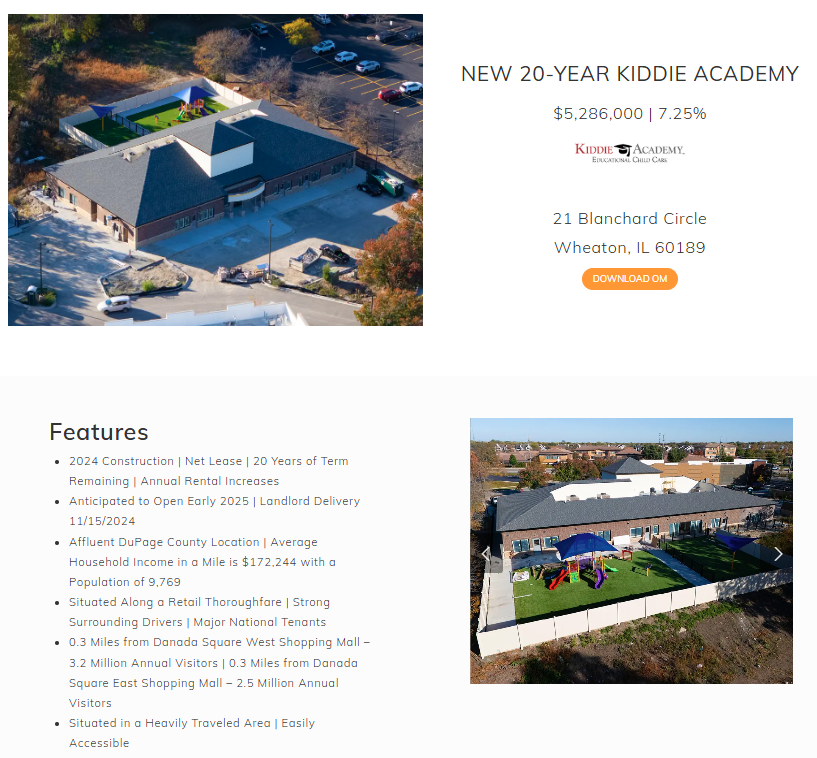 NEW 20-YEAR KIDDIE ACADEMY
$5,286,000 | 7.25%
KIDDIE ACADEMY
EDUCATIONAL CHILD CARE
21 Blanchard Circle
Wheaton, IL 60189
DOWNLOAD OM
Features
2024 Construction | Net Lease | 20 Years of Term
Remaining | Annual Rental Increases
Anticipated to Open Early 2025 | Landlord Delivery
11/15/2024
Affluent DuPage County Location | Average
Household Income in a Mile is $172,244 with a
Population of 9,769
Situated Along a Retail Thoroughfare | Strong
Surrounding Drivers | Major National Tenants
0.3 Miles from Danada Square West Shopping Mall –
3.2 Million Annual Visitors | 0.3 Miles from Danada
Square East Shopping Mall – 2.5 Million Annual
Visitors
Situated in a Heavily Traveled Area | Easily
Accessible